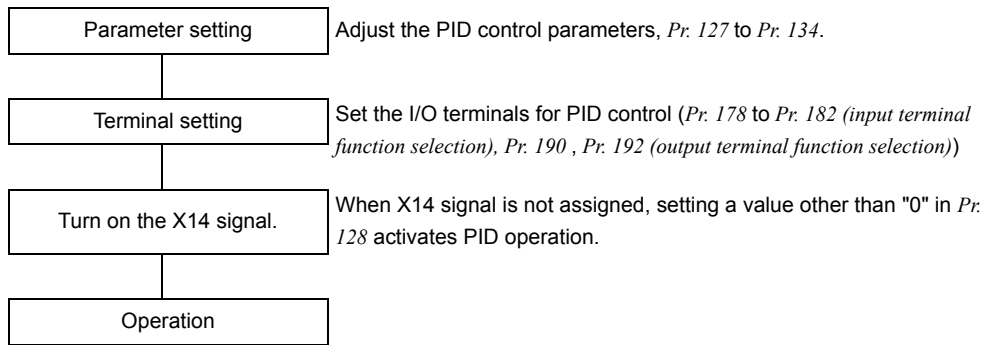 Parameter setting
Adjust the PID control parameters, Pr. 127 to Pr. 134.
Terminal setting
Set the I/O terminals for PID control (Pr. 178 to Pr. 182 (input terminal
function selection), Pr. 190 , Pr. 192 (output terminal function selection))
Turn on the X14 signal.
When X14 signal is not assigned, setting a value other than "0" in Pr.
128 activates PID operation.
Operation